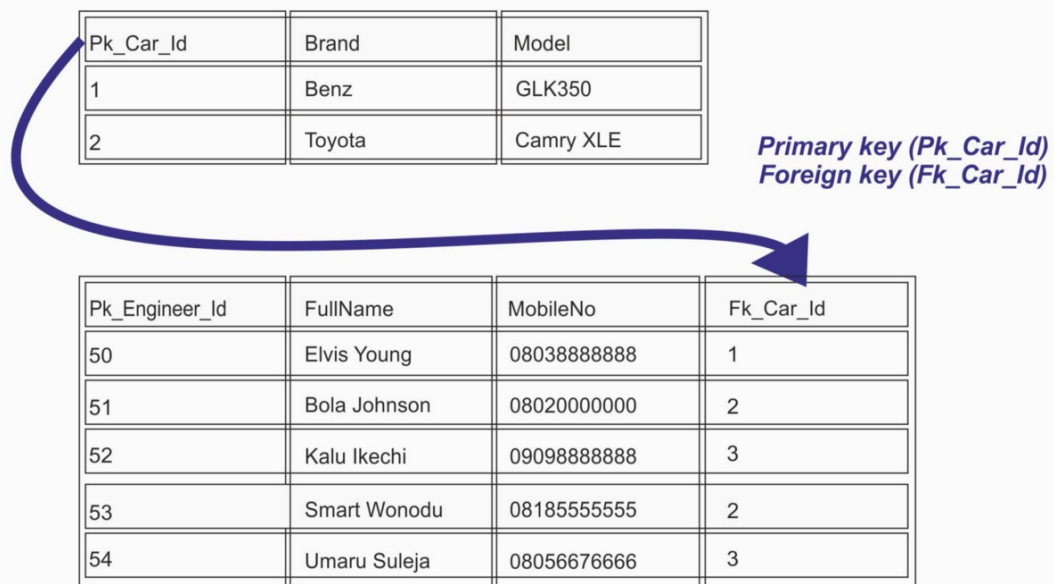 Pk_Car_Id Brand Model
1 Benz GLK350
2 Toyota Camry XLE
Primary key (Pk_Car_Id)
Foreign key (Fk_Car_Id)
Pk_Engineer_Id FullName MobileNo Fk_Car_Id
50 Elvis Young 08038888888 1
51 Bola Johnson 08020000000 2
52 Kalu Ikechi 09098888888 3
53 Smart Wonodu 08185555555 2
54 Umaru Suleja 08056676666 3